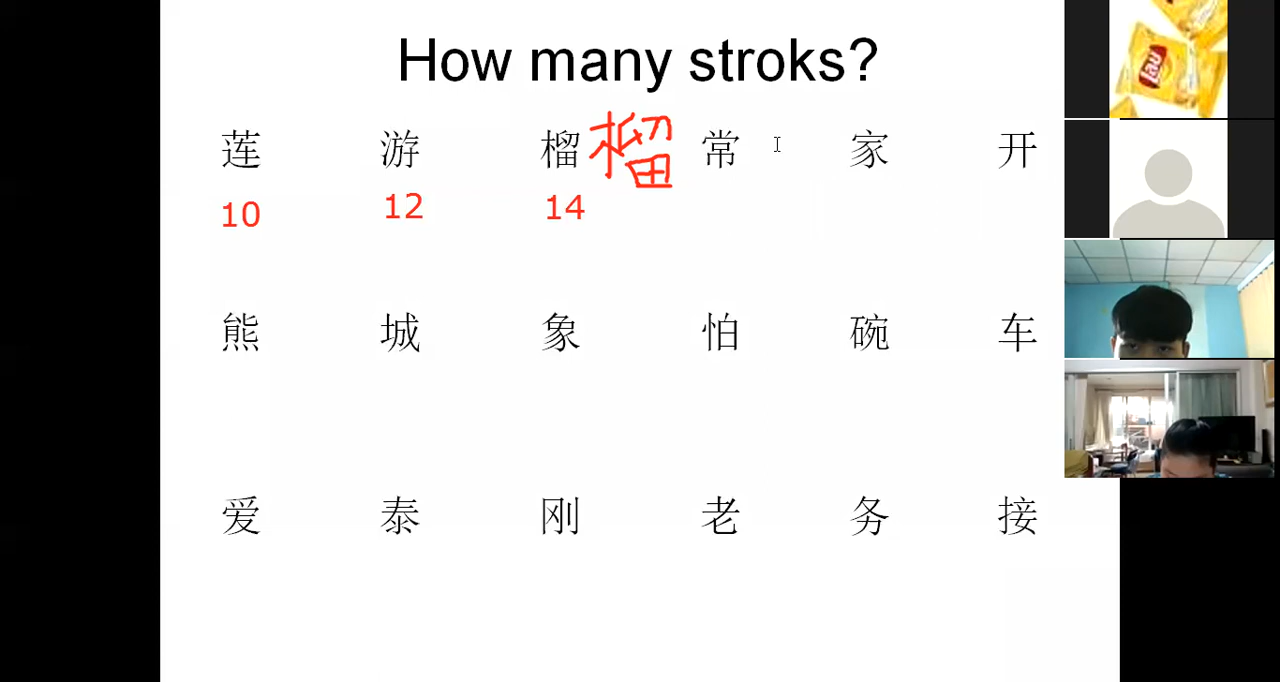 How many stroks?
莲 游 榴 榴 常 家 开
10 12 14
熊 城 象 怕 碗 车
爱 泰 刚 老 务 接
Lay